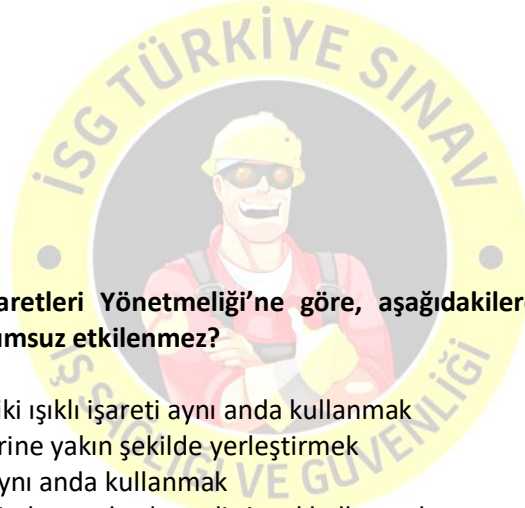 İSG TÜRKİYE SINAV
İŞ SAĞLIĞI VE GÜVENLİĞİ
aretleri Yönetmeliği’ne göre, aşağıdakilerd
umsuz etkilenmez?
iki ışıklı işareti aynı anda kullanmak
rine yakın şekilde yerleştirmek
ynı anda kullanmak